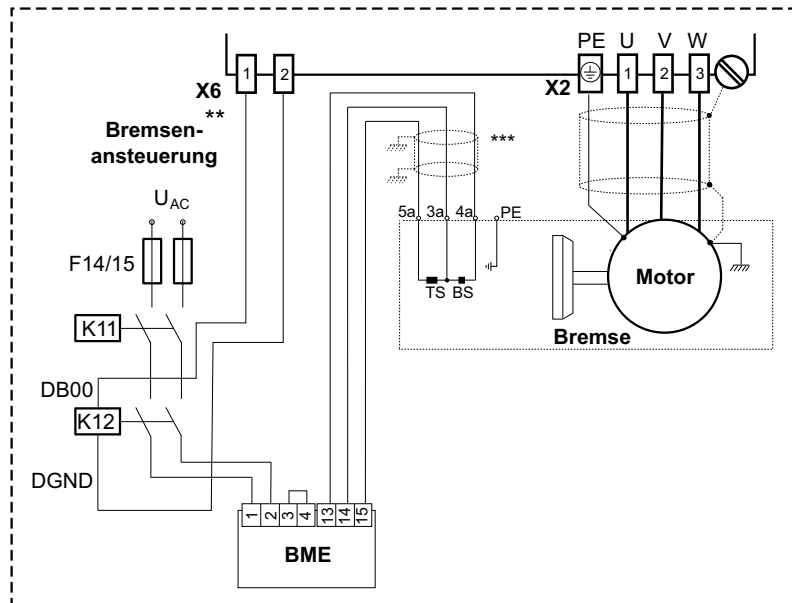 PE U V W
1 2 1 2 3
X6 X2
**
Bremsen-
ansteuerung
***
U_AC
5a 3a 4a PE
F14/15
TS BS
Motor
Bremse
K11
DB00
K12
DGND
1 2 3 4 13 14 15
BME